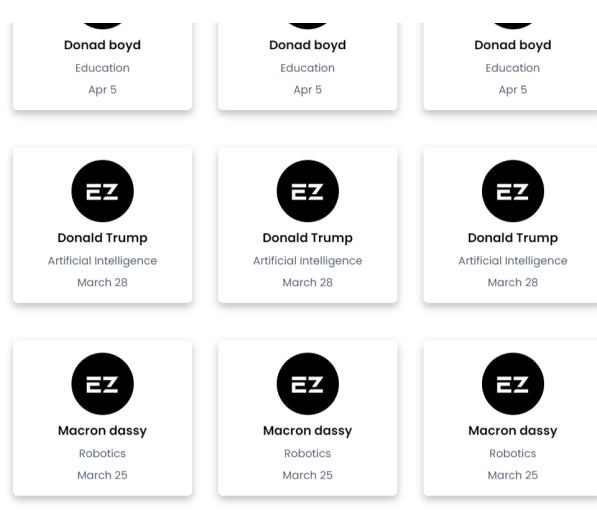 Donad boyd Donad boyd Donad boyd
Education Education Education
Apr 5 Apr 5 Apr 5
EZ EZ EZ
Donald Trump Donald Trump Donald Trump
Artificial Intelligence Artificial Intelligence Artificial Intelligence
March 28 March 28 March 28
EZ EZ EZ
Macron dassy Macron dassy Macron dassy
Robotics Robotics Robotics
March 25 March 25 March 25